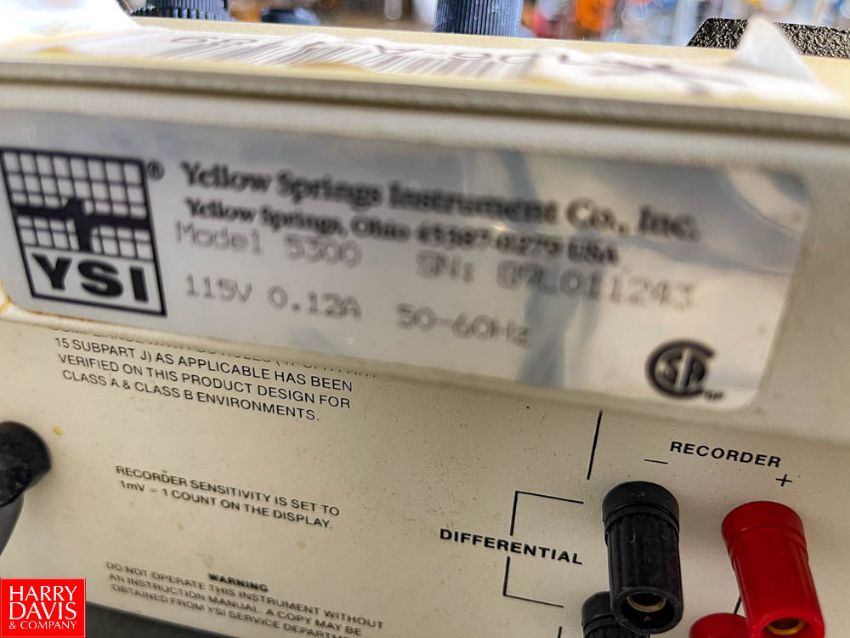 YSI
®
Yellow Springs Instrument Co., Inc.
Yellow Springs, Ohio 45387-0279 USA
Model 5300 SN: 89L011243
115V 0.12A 50-60Hz
15 SUBPART J) AS APPLICABLE HAS BEEN
VERIFIED ON THIS PRODUCT DESIGN FOR
CLASS A & CLASS B ENVIRONMENTS.
RECORDER
- +
RECORDER SENSITIVITY IS SET TO
1mV - 1 COUNT ON THE DISPLAY.
DIFFERENTIAL
WARNING
DO NOT OPERATE THIS INSTRUMENT WITHOUT
AN INSTRUCTION MANUAL. A COPY MAY BE
OBTAINED FROM YSI SERVICE
HARRY
DAVIS
& COMPANY